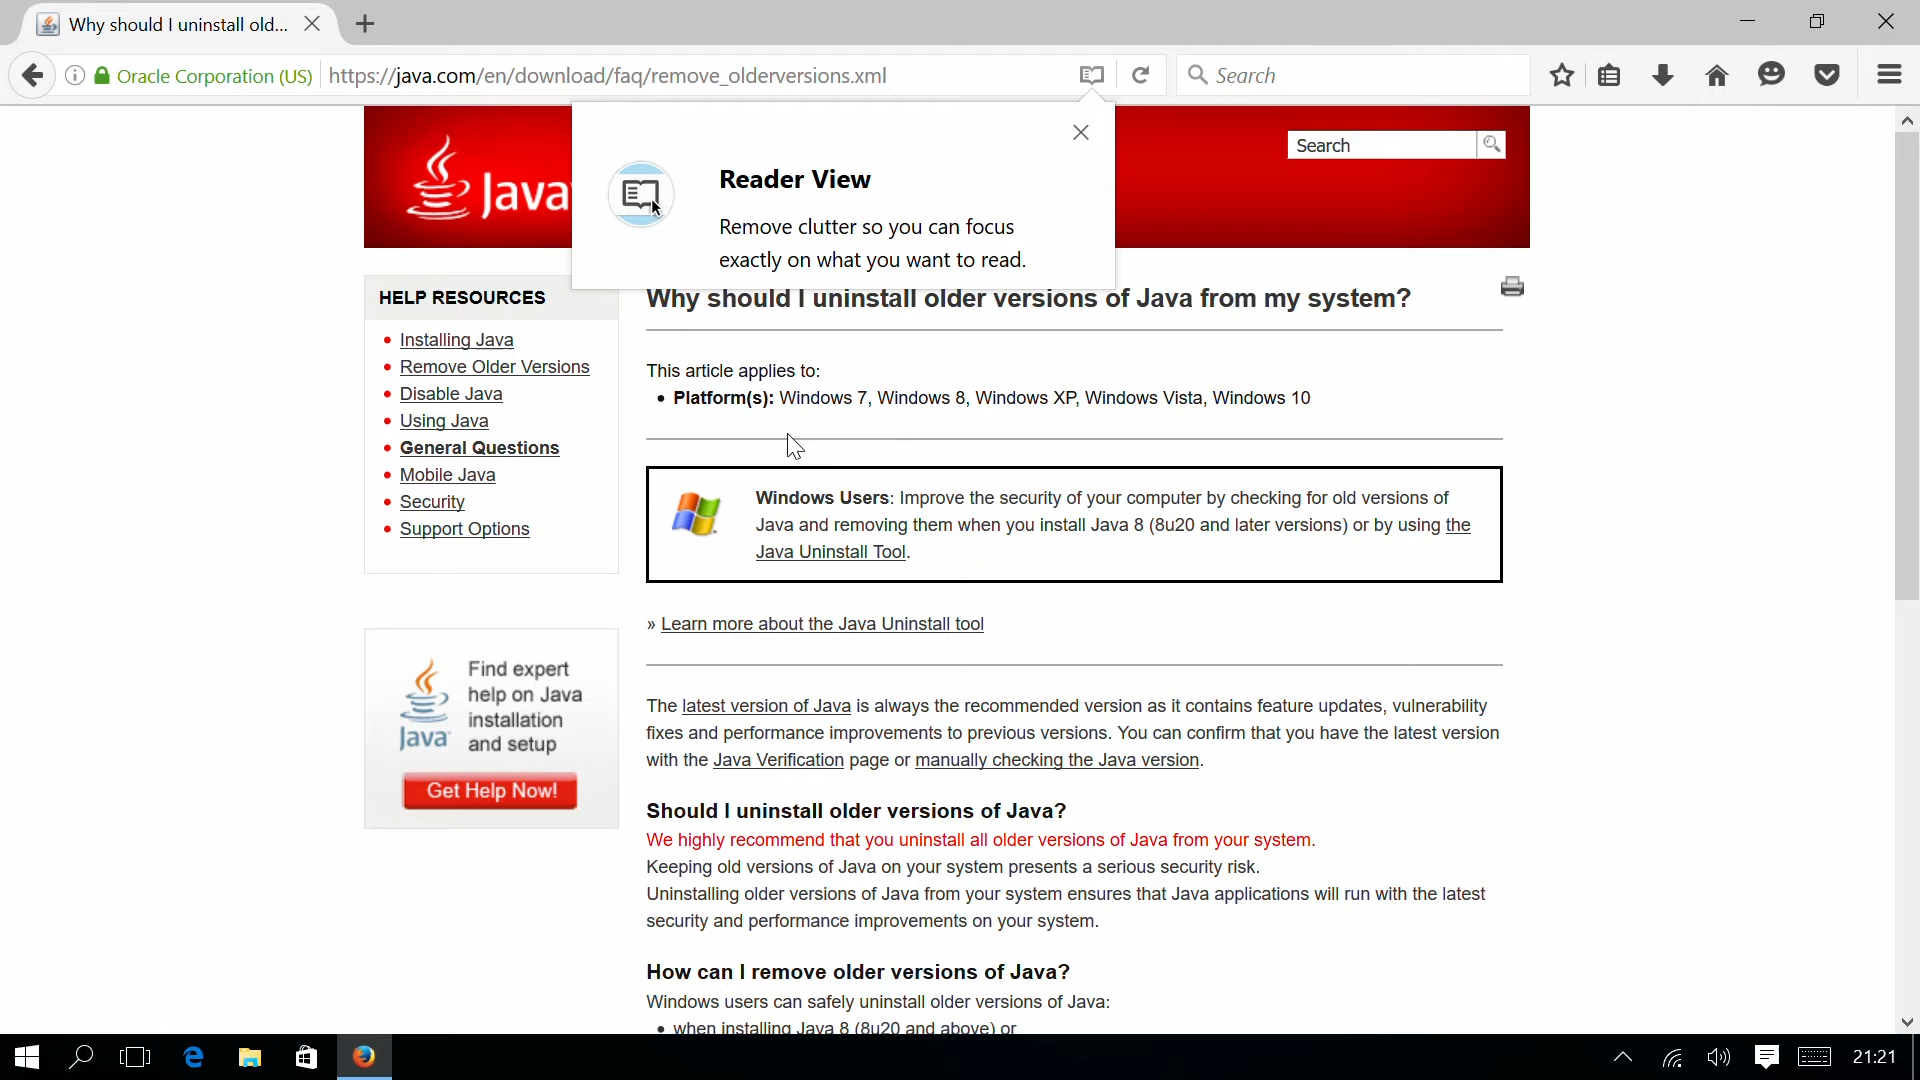 Why should I uninstall old...
Oracle Corporation (US)
https://java.com/en/download/faq/remove_olderversions.xml
Search
Java
Search
Reader View
Remove clutter so you can focus
exactly on what you want to read.
HELP RESOURCES
Installing Java
Remove Older Versions
Disable Java
Using Java
General Questions
Mobile Java
Security
Support Options
Find expert
help on Java
installation
and setup
Java
Get Help Now!
Why should I uninstall older versions of Java from my system?
This article applies to:
• Platform(s): Windows 7, Windows 8, Windows XP, Windows Vista, Windows 10
Windows Users: Improve the security of your computer by checking for old versions of
Java and removing them when you install Java 8 (8u20 and later versions) or by using the
Java Uninstall Tool.
» Learn more about the Java Uninstall tool
The latest version of Java is always the recommended version as it contains feature updates, vulnerability
fixes and performance improvements to previous versions. You can confirm that you have the latest version
with the Java Verification page or manually checking the Java version.
Should I uninstall older versions of Java?
We highly recommend that you uninstall all older versions of Java from your system.
Keeping old versions of Java on your system presents a serious security risk.
Uninstalling older versions of Java from your system ensures that Java applications will run with the latest
security and performance improvements on your system.
How can I remove older versions of Java?
Windows users can safely uninstall older versions of Java:
• when installing Java 8 (8u20 and above) or
21:21